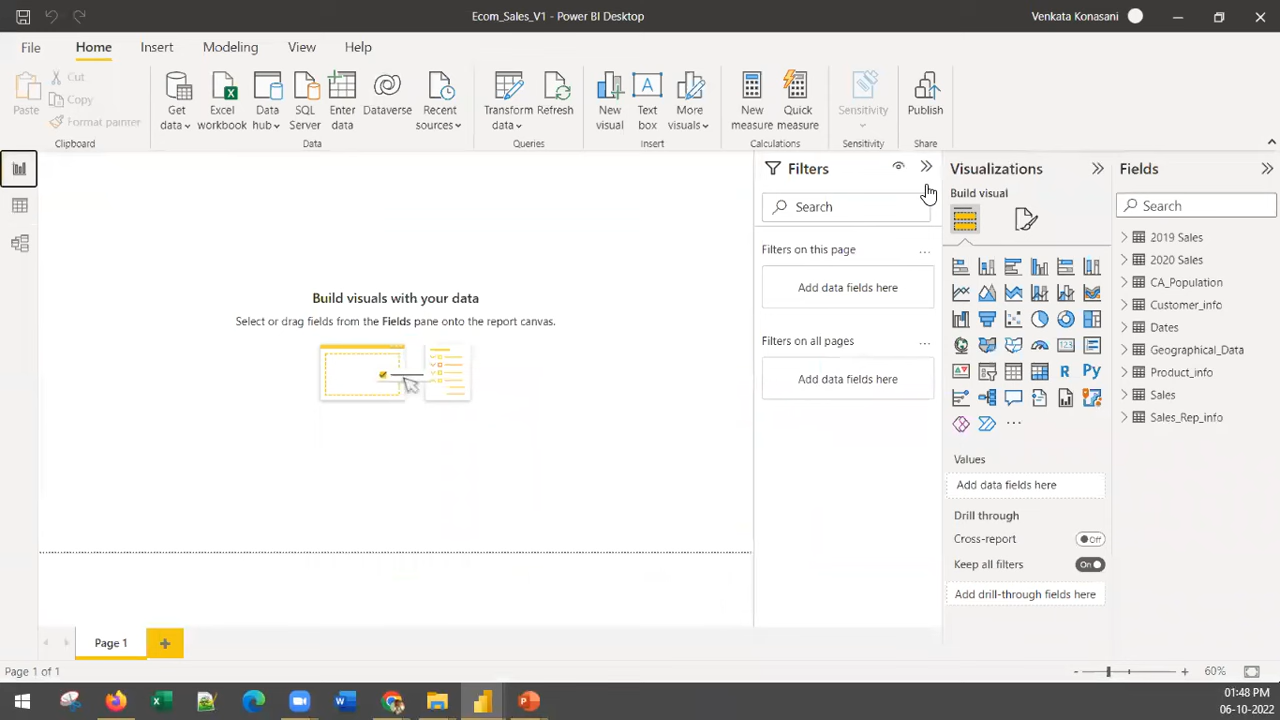 Ecom_Sales_V1 - Power BI Desktop
Venkata Konasani
File Home Insert Modeling View Help
Paste
Cut
Copy
Format painter
Clipboard
Get data
Excel workbook
Data hub
SQL Server
Enter data
Dataverse
Recent sources
Data
Transform data
Refresh
Queries
New visual
Text box
More visuals
Insert
New measure
Quick measure
Calculations
Sensitivity
Sensitivity
Publish
Share
Build visuals with your data
Select or drag fields from the Fields pane onto the report canvas.
Filters
Search
Filters on this page ...
Add data fields here
Filters on all pages ...
Add data fields here
Visualizations
Build visual
R
Py
123
...
Values
Add data fields here
Drill through
Cross-report Off
Keep all filters On
Add drill-through fields here
Fields
Search
2019 Sales
2020 Sales
CA_Population
Customer_info
Dates
Geographical_Data
Product_info
Sales
Sales_Rep_info
Page 1
+
Page 1 of 1
- + 60%
01:48 PM
06-10-2022